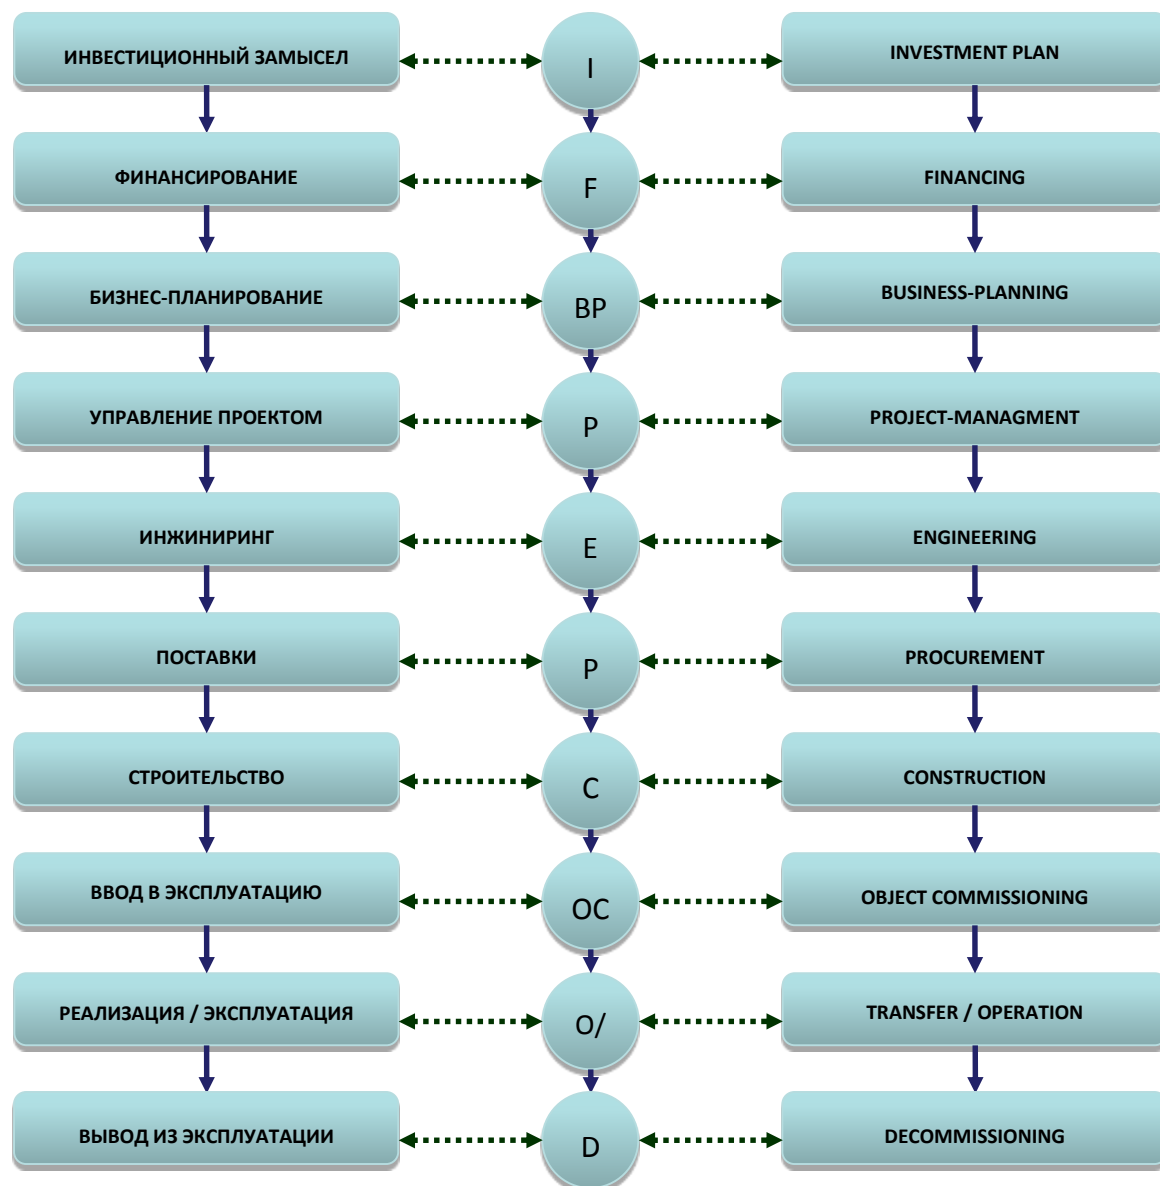 ИНВЕСТИЦИОННЫЙ ЗАМЫСЕЛ
I
INVESTMENT PLAN
ФИНАНСИРОВАНИЕ
F
FINANCING
БИЗНЕС-ПЛАНИРОВАНИЕ
BP
BUSINESS-PLANNING
УПРАВЛЕНИЕ ПРОЕКТОМ
P
PROJECT-MANAGMENT
ИНЖИНИРИНГ
E
ENGINEERING
ПОСТАВКИ
P
PROCUREMENT
СТРОИТЕЛЬСТВО
C
CONSTRUCTION
ВВОД В ЭКСПЛУАТАЦИЮ
OC
OBJECT COMMISSIONING
РЕАЛИЗАЦИЯ / ЭКСПЛУАТАЦИЯ
O/
TRANSFER / OPERATION
ВЫВОД ИЗ ЭКСПЛУАТАЦИИ
D
DECOMMISSIONING